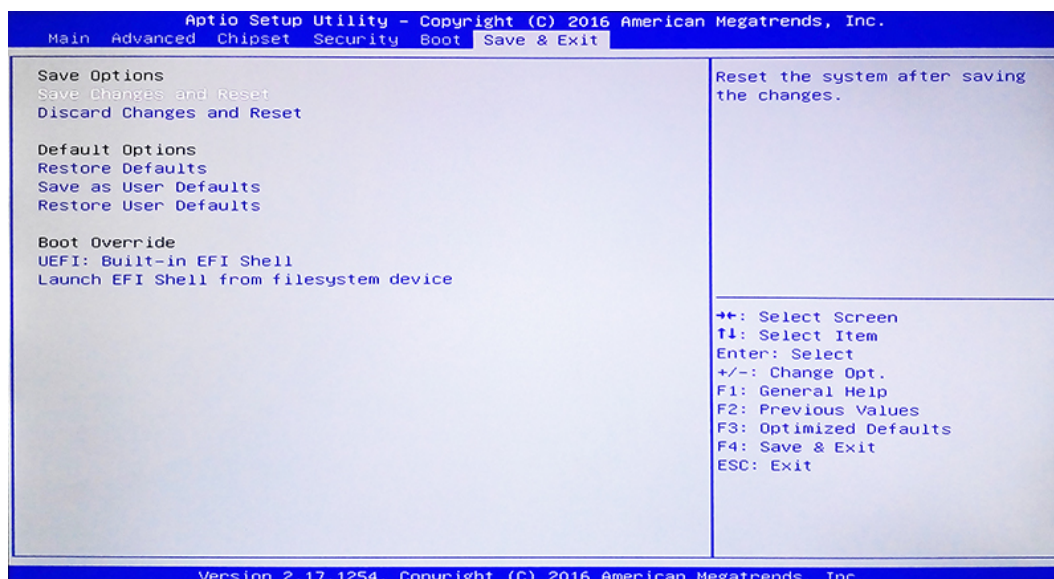 Aptio Setup Utility – Copyright (C) 2016 American Megatrends, Inc.
Main Advanced Chipset Security Boot Save & Exit
Save Options
Save Changes and Reset
Discard Changes and Reset
Default Options
Restore Defaults
Save as User Defaults
Restore User Defaults
Boot Override
UEFI: Built-in EFI Shell
Launch EFI Shell from filesystem device
Reset the system after saving
the changes.
→←: Select Screen
↑↓: Select Item
Enter: Select
+/-: Change Opt.
F1: General Help
F2: Previous Values
F3: Optimized Defaults
F4: Save & Exit
ESC: Exit
Version 2.17.1254. Copyright (C) 2016 American Megatrends, Inc.